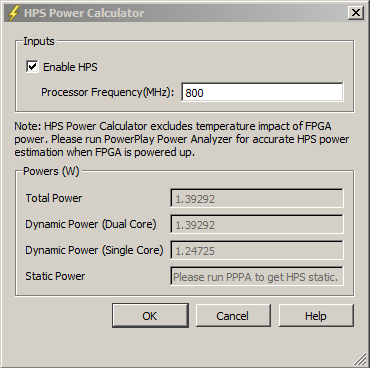 HPS Power Calculator
Inputs
Enable HPS
Processor Frequency(MHz): 800
Note: HPS Power Calculator excludes temperature impact of FPGA
power. Please run PowerPlay Power Analyzer for accurate HPS power
estimation when FPGA is powered up.
Powers (W)
Total Power 1.39292
Dynamic Power (Dual Core) 1.39292
Dynamic Power (Single Core) 1.24725
Static Power Please run PPPA to get HPS static.
OK Cancel Help